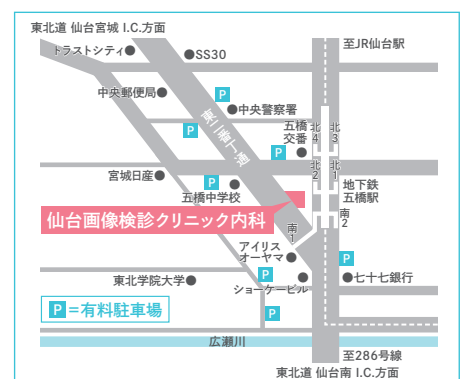 東北道 仙台宮城 I.C.方面
至JR仙台駅
トラストシティ
SS30
中央郵便局
P
中央警察署
東二番丁通
P
五橋
交番
P
北4
北3
北2
北1
宮城日産
P
五橋中学校
地下鉄
五橋駅
仙台画像検診クリニック内科
南1
南2
アイリス
オーヤマ
P
東北学院大学
P
ショーケービル
七十七銀行
P=有料駐車場
P
広瀬川
至286号線
東北道 仙台南 I.C.方面